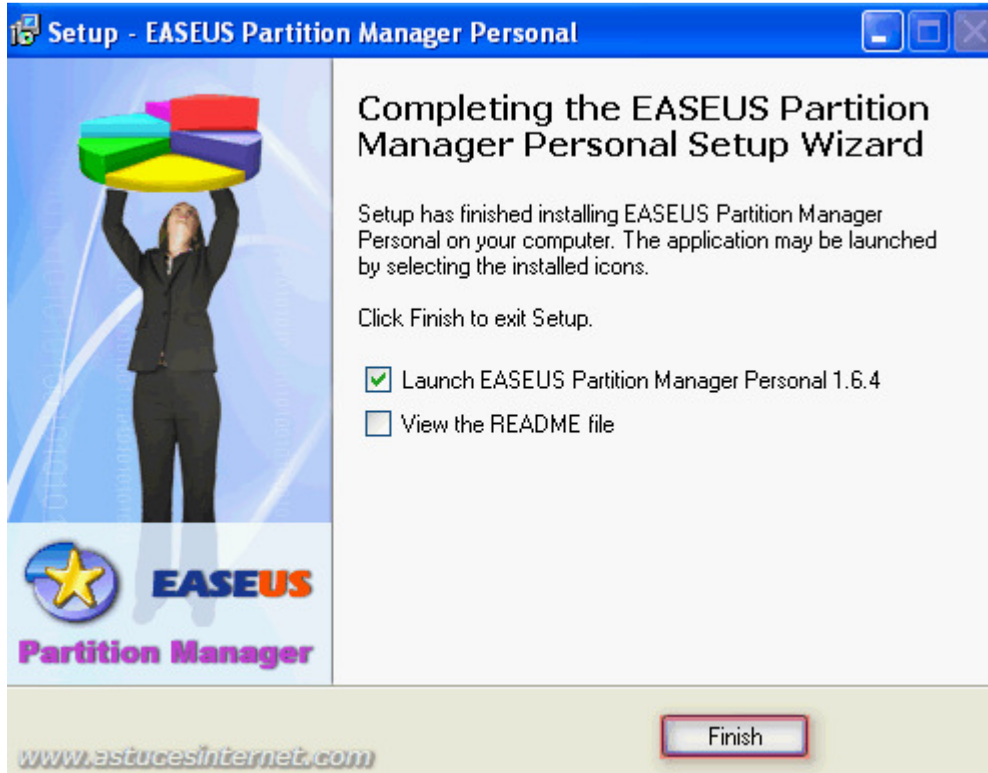 Setup - EASEUS Partition Manager Personal
Completing the EASEUS Partition
Manager Personal Setup Wizard
Setup has finished installing EASEUS Partition Manager
Personal on your computer. The application may be launched
by selecting the installed icons.
Click Finish to exit Setup.
Launch EASEUS Partition Manager Personal 1.6.4
View the README file
EASEUS
Partition Manager
Finish
www.astucesinternet.com